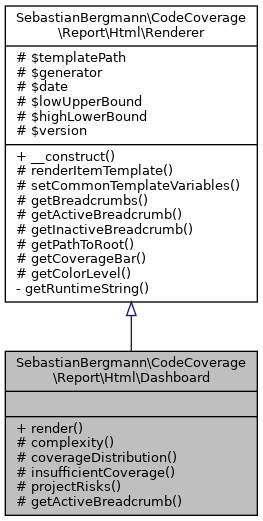 SebastianBergmann\CodeCoverage
\Report\Html\Renderer
# $templatePath
# $generator
# $date
# $lowUpperBound
# $highLowerBound
# $version
+ __construct()
# renderItemTemplate()
# setCommonTemplateVariables()
# getBreadcrumbs()
# getActiveBreadcrumb()
# getInactiveBreadcrumb()
# getPathToRoot()
# getCoverageBar()
# getColorLevel()
- getRuntimeString()
SebastianBergmann\CodeCoverage
\Report\Html\Dashboard
+ render()
# complexity()
# coverageDistribution()
# insufficientCoverage()
# projectRisks()
# getActiveBreadcrumb()